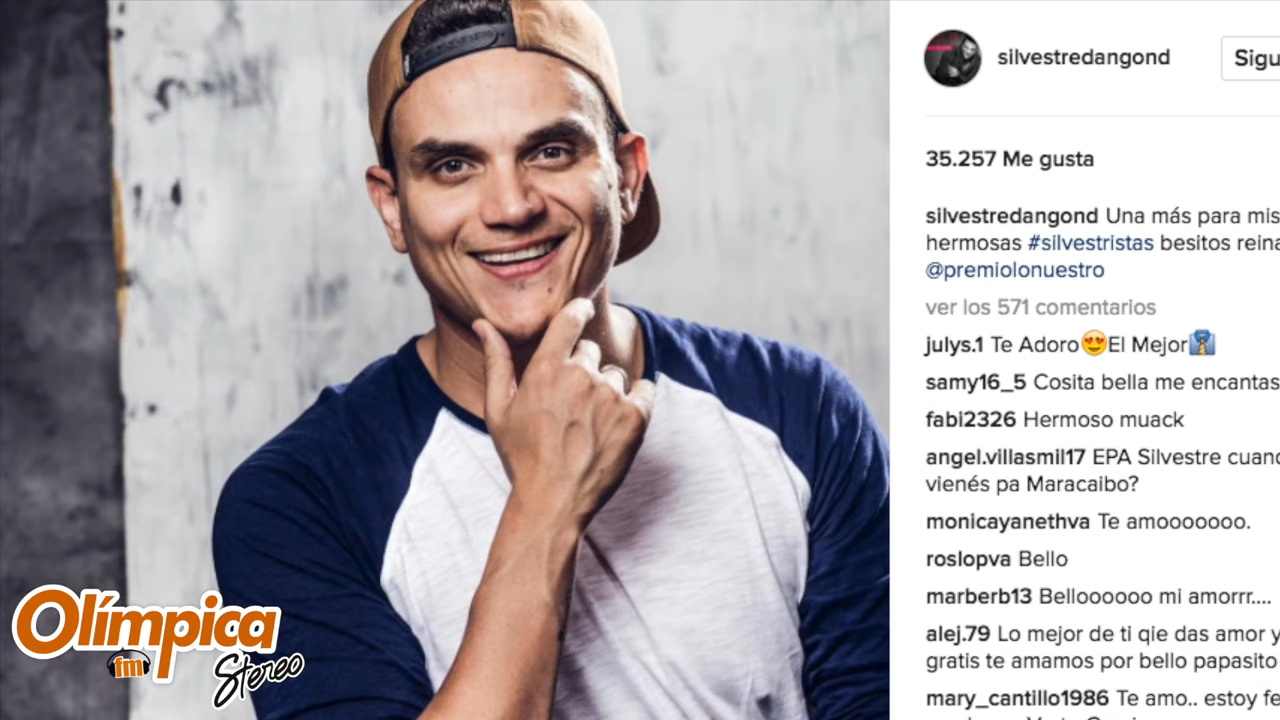 silvestredangond
Sigu
35.257 Me gusta
silvestredangond Una más para mis
hermosas #silvestristas besitos reina
@premiolonuestro
ver los 571 comentarios
julys.1 Te Adoro😍El Mejor👔
samy16_5 Cosita bella me encantas
fabi2326 Hermoso muack
angel.villasmil17 EPA Silvestre cuand
vienés pa Maracaibo?
monicayanethva Te amooooooo.
roslopva Bello
marberb13 Belloooooo mi amorrr....
alej.79 Lo mejor de ti qie das amor y
gratis te amamos por bello papasito
mary_cantillo1986 Te amo.. estoy fe
Olímpica
fm
Stereo